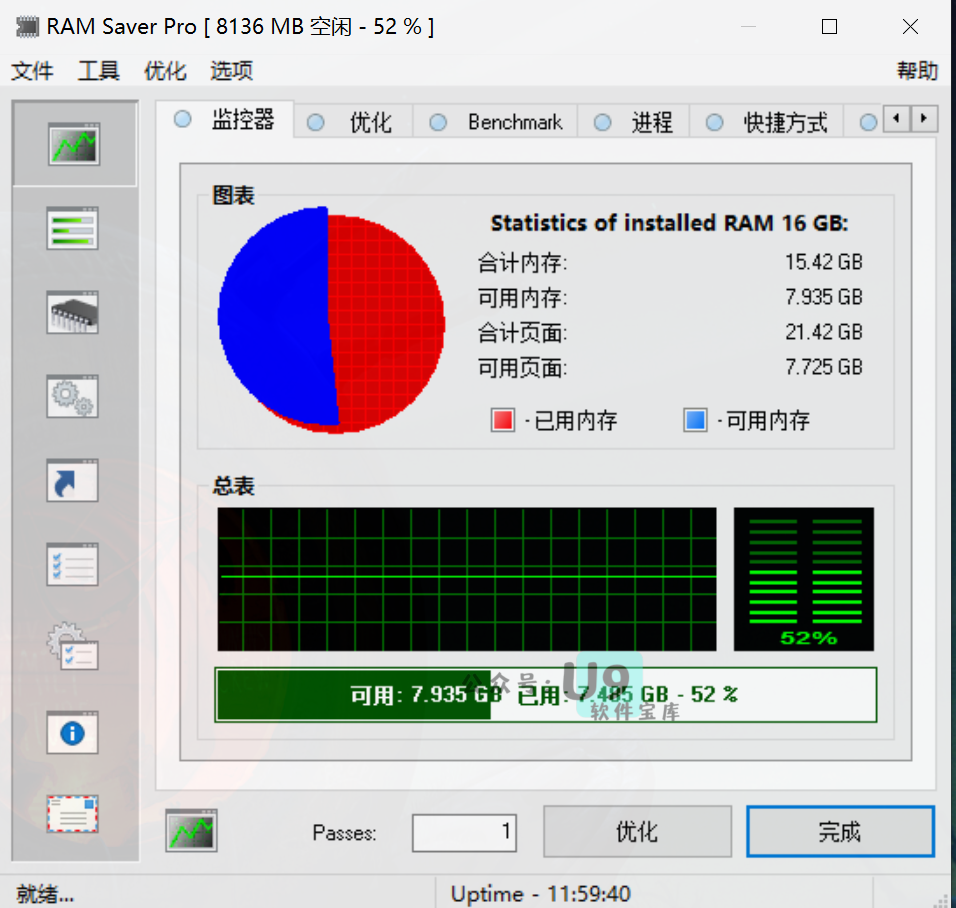 RAM Saver Pro [ 8136 MB 空闲 - 52 % ]
文件 工具 优化 选项 帮助
监控器 优化 Benchmark 进程 快捷方式
图表
Statistics of installed RAM 16 GB:
合计内存: 15.42 GB
可用内存: 7.935 GB
合计页面: 21.42 GB
可用页面: 7.725 GB
- 已用内存 - 可用内存
总表
52%
可用: 7.935 GB 已用: 7.485 GB - 52 %
公众号· U9
软件宝库
Passes: 1 优化 完成
就绪... Uptime - 11:59:40